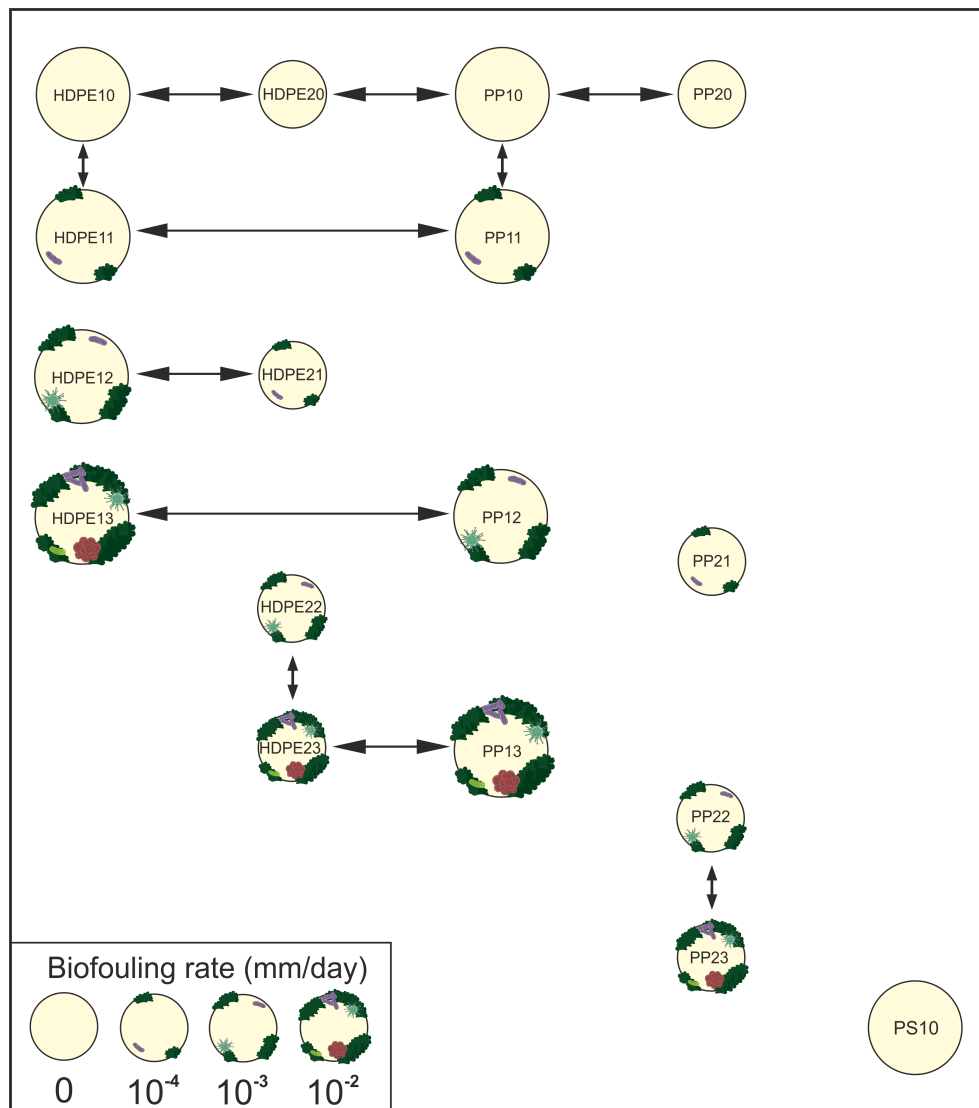 HDPE10 HDPE20 PP10 PP20
HDPE11 PP11
HDPE12 HDPE21
HDPE13 PP12
PP21
HDPE22
HDPE23 PP13
PP22
PP23
PS10
Biofouling rate (mm/day)
0 10⁻⁴ 10⁻³ 10⁻²